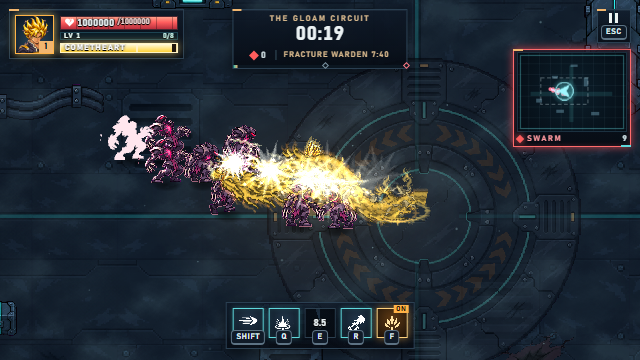 1000000/1000000
LV 1 0/8
COMETHEART
1
THE GLOAM CIRCUIT
00:19
0 FRACTURE WARDEN 7:40
ESC
SWARM 9
8.5
SHIFT Q E R F
ON